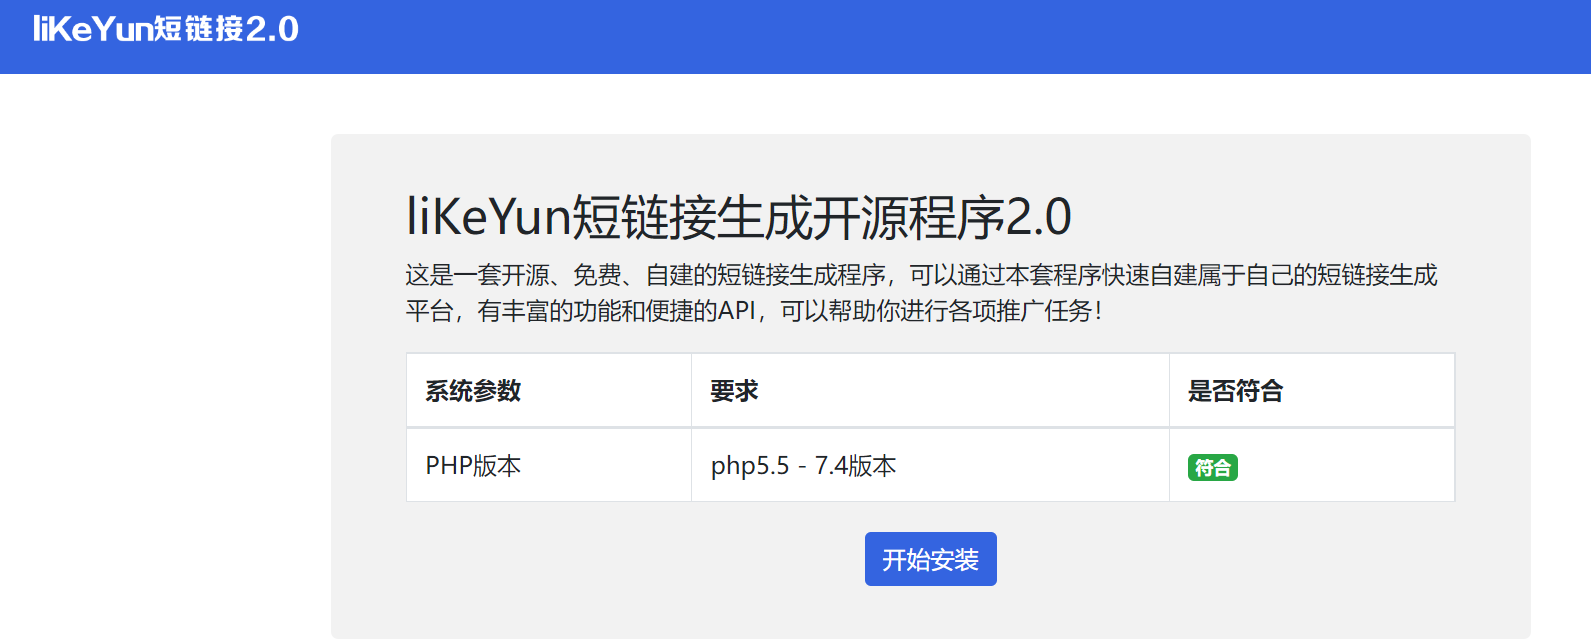 liKeYun短链接2.0
liKeYun短链接生成开源程序2.0
这是一套开源、免费、自建的短链接生成程序，可以通过本套程序快速自建属于自己的短链接生成
平台，有丰富的功能和便捷的API，可以帮助你进行各项推广任务！
系统参数 要求 是否符合
PHP版本 php5.5 - 7.4版本 符合
开始安装